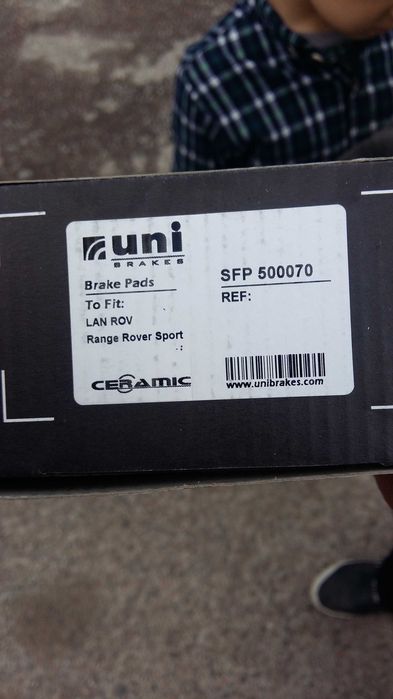 uni
BRAKES
Brake Pads
To Fit:
LAN ROV
Range Rover Sport
CERAMIC
SFP 500070
REF:
www.unibrakes.com